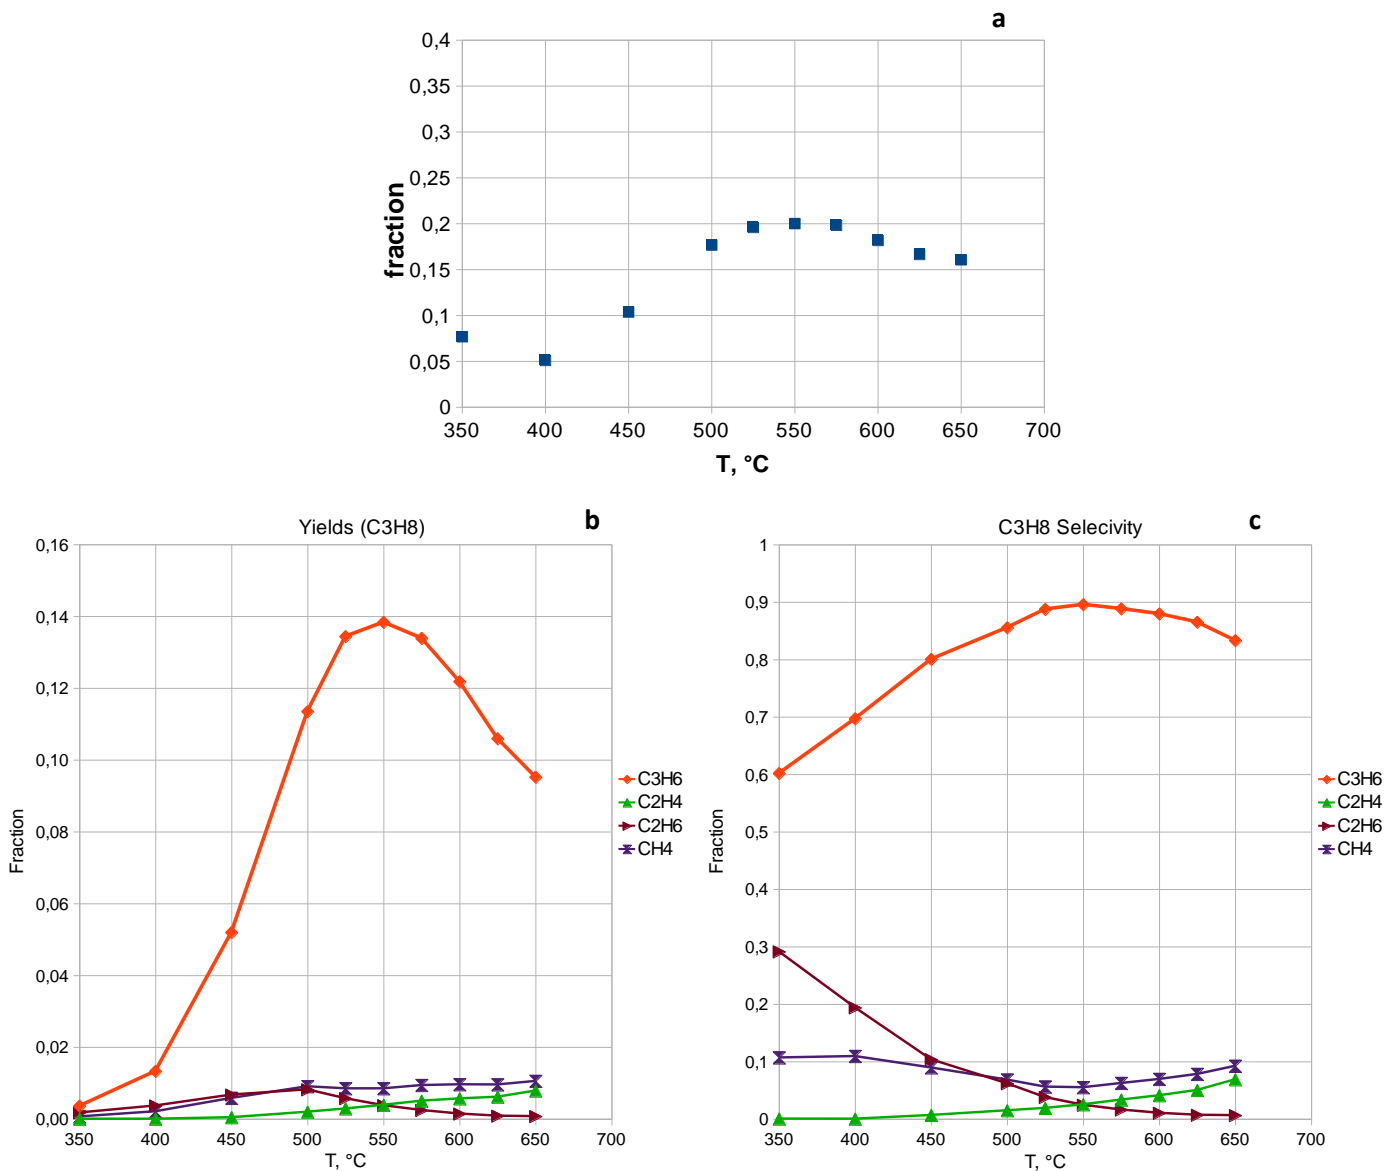 a
0,4
0,35
0,3
0,25
0,2
0,15
0,1
0,05
0
fraction
350 400 450 500 550 600 650 700
T, °C
Yields (C3H8)
b
0,16
0,14
0,12
0,10
0,08
0,06
0,04
0,02
0,00
Fraction
350 400 450 500 550 600 650 700
T, °C
C3H6
C2H4
C2H6
CH4
C3H8 Selecivity
c
1
0,9
0,8
0,7
0,6
0,5
0,4
0,3
0,2
0,1
0
Fraction
350 400 450 500 550 600 650 700
T, °C
C3H6
C2H4
C2H6
CH4